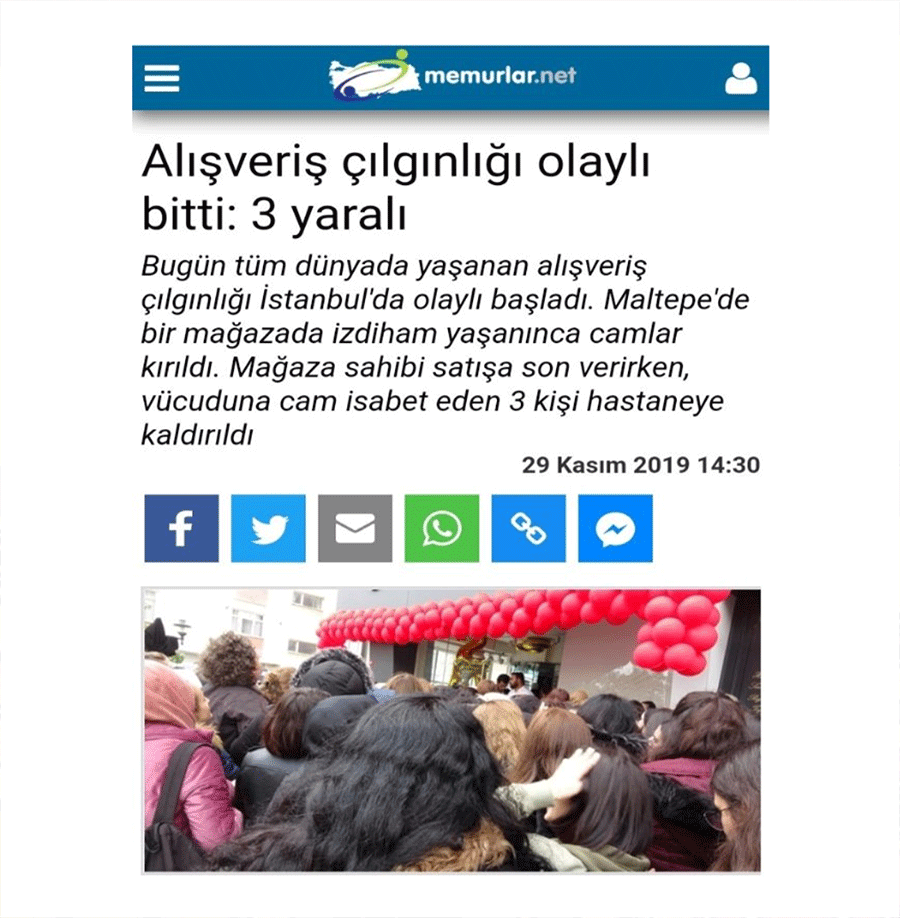 memurlar.net
Alışveriş çılgınlığı olaylı
bitti: 3 yaralı
Bugün tüm dünyada yaşanan alışveriş
çılgınlığı İstanbul'da olaylı başladı. Maltepe'de
bir mağazada izdiham yaşanınca camlar
kırıldı. Mağaza sahibi satışa son verirken,
vücuduna cam isabet eden 3 kişi hastaneye
kaldırıldı
29 Kasım 2019 14:30